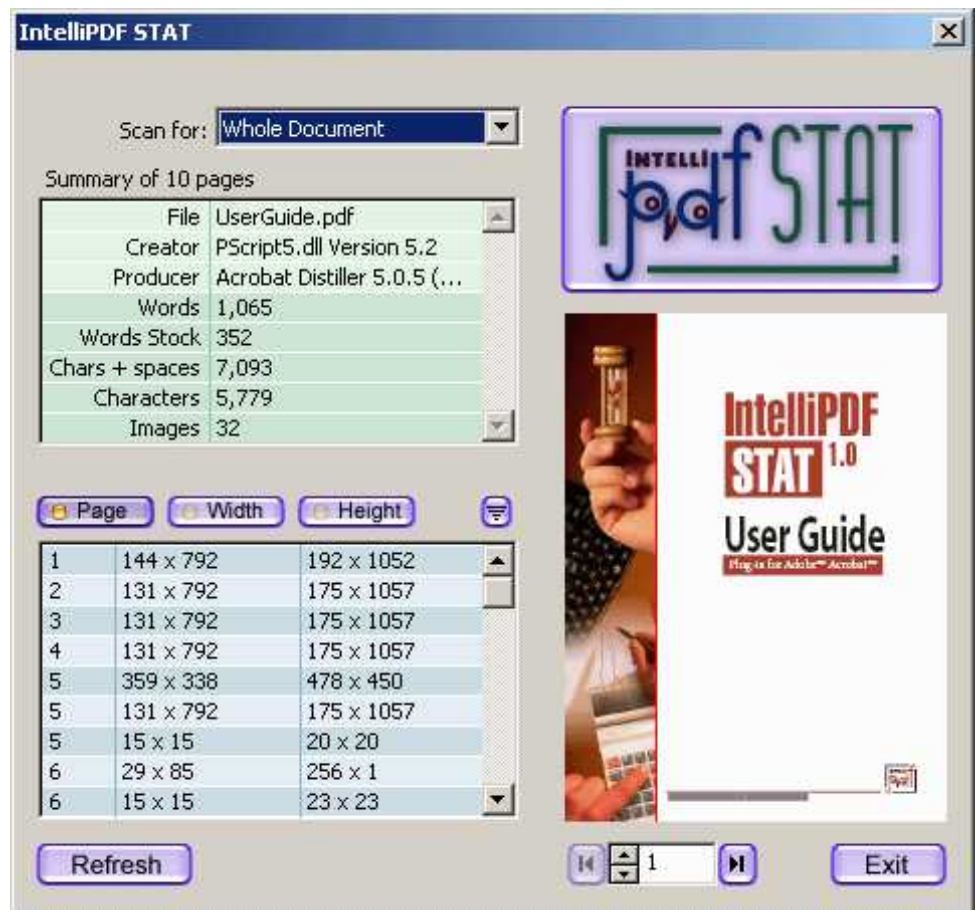 IntelliPDF STAT
Scan for: Whole Document
Summary of 10 pages
File UserGuide.pdf
Creator PScript5.dll Version 5.2
Producer Acrobat Distiller 5.0.5 (...
Words 1,065
Words Stock 352
Chars + spaces 7,093
Characters 5,779
Images 32
Page Width Height
1 144 x 792 192 x 1052
2 131 x 792 175 x 1057
3 131 x 792 175 x 1057
4 131 x 792 175 x 1057
5 359 x 338 478 x 450
5 131 x 792 175 x 1057
5 15 x 15 20 x 20
6 29 x 85 256 x 1
6 15 x 15 23 x 23
Refresh
INTELLI
pdf STAT
IntelliPDF
STAT 1.0
User Guide
Plug-in for Adobe™ Acrobat™
1
Exit